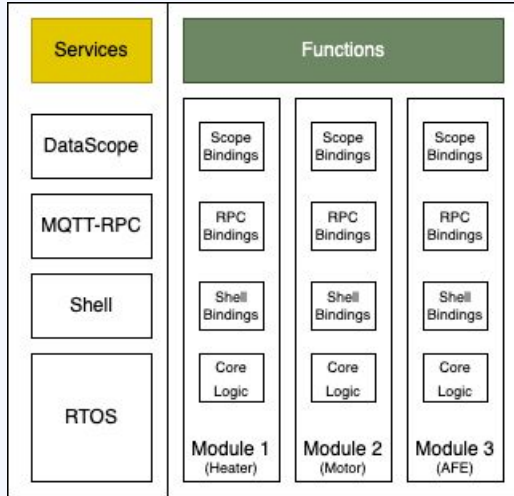 Services
Functions
DataScope
Scope
Bindings
Scope
Bindings
Scope
Bindings
MQTT-RPC
RPC
Bindings
RPC
Bindings
RPC
Bindings
Shell
Shell
Bindings
Shell
Bindings
Shell
Bindings
RTOS
Core
Logic
Core
Logic
Core
Logic
Module 1
(Heater)
Module 2
(Motor)
Module 3
(AFE)